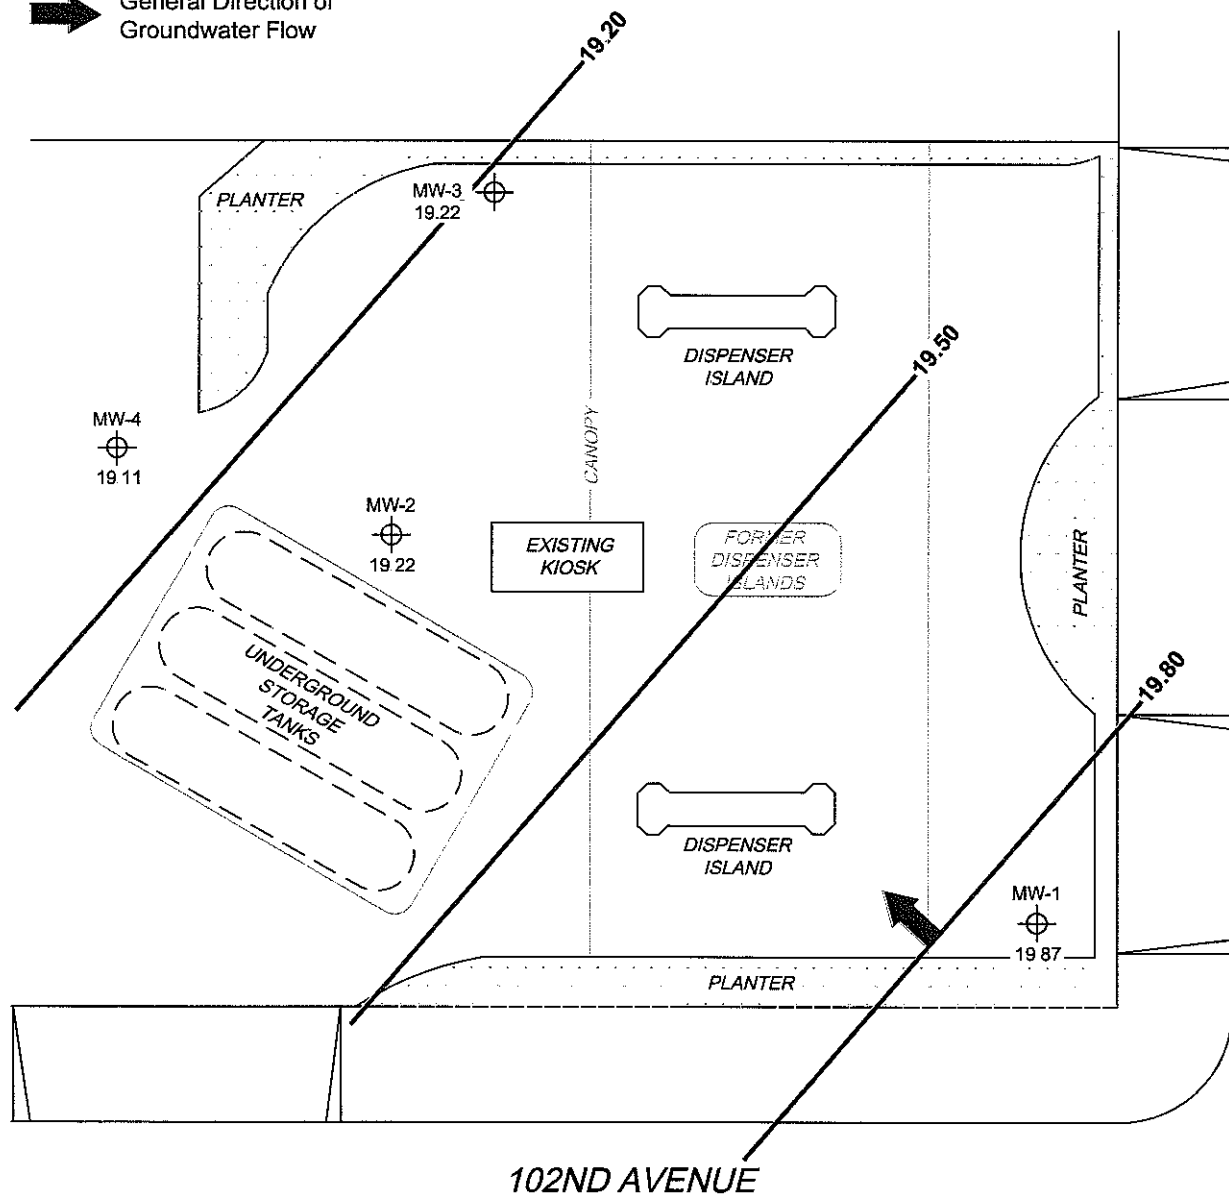 General Direction of
Groundwater Flow
19.20
PLANTER
MW-3
19.22
DISPENSER
ISLAND
19.50
CANOPY
MW-4
19.11
MW-2
19 22
EXISTING
KIOSK
FORMER
DISPENSER
ISLANDS
PLANTER
UNDERGROUND
STORAGE
TANKS
19.80
DISPENSER
ISLAND
MW-1
19 87
PLANTER
102ND AVENUE